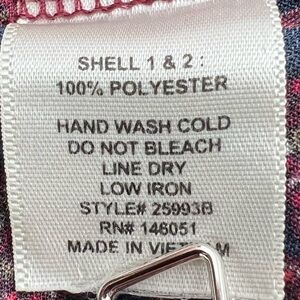 SHELL 1 & 2 :
100% POLYESTER
HAND WASH COLD
DO NOT BLEACH
LINE DRY
LOW IRON
STYLE# 25993B
RN# 146051
MADE IN VIETNAM